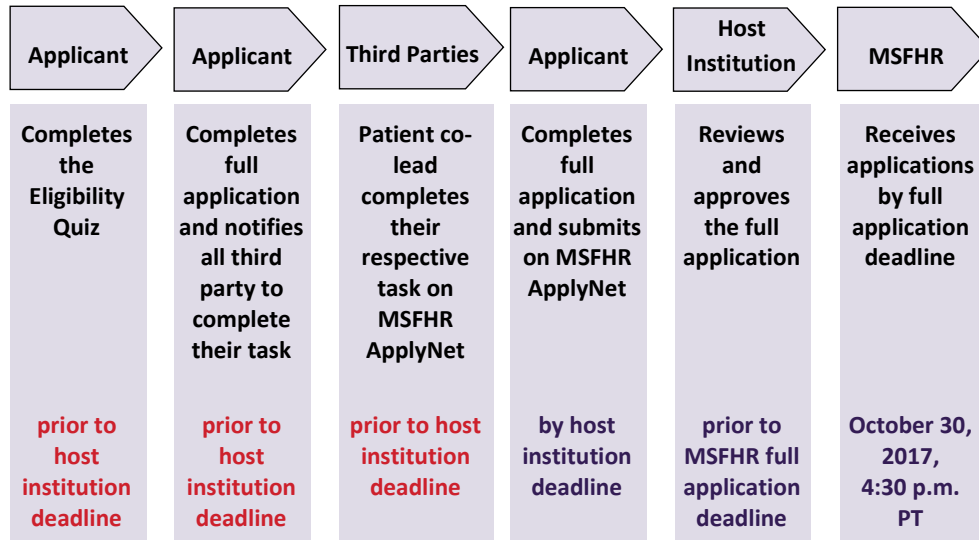 Applicant
Completes
the
Eligibility
Quiz
prior to
host
institution
deadline
Applicant
Completes
full
application
and notifies
all third
party to
complete
their task
prior to
host
institution
deadline
Third Parties
Patient co-
lead
completes
their
respective
task on
MSFHR
ApplyNet
prior to host
institution
deadline
Applicant
Completes
full
application
and submits
on MSFHR
ApplyNet
by host
institution
deadline
Host
Institution
Reviews
and
approves
the full
application
prior to
MSFHR full
application
deadline
MSFHR
Receives
applications
by full
application
deadline
October 30,
2017,
4:30 p.m.
PT